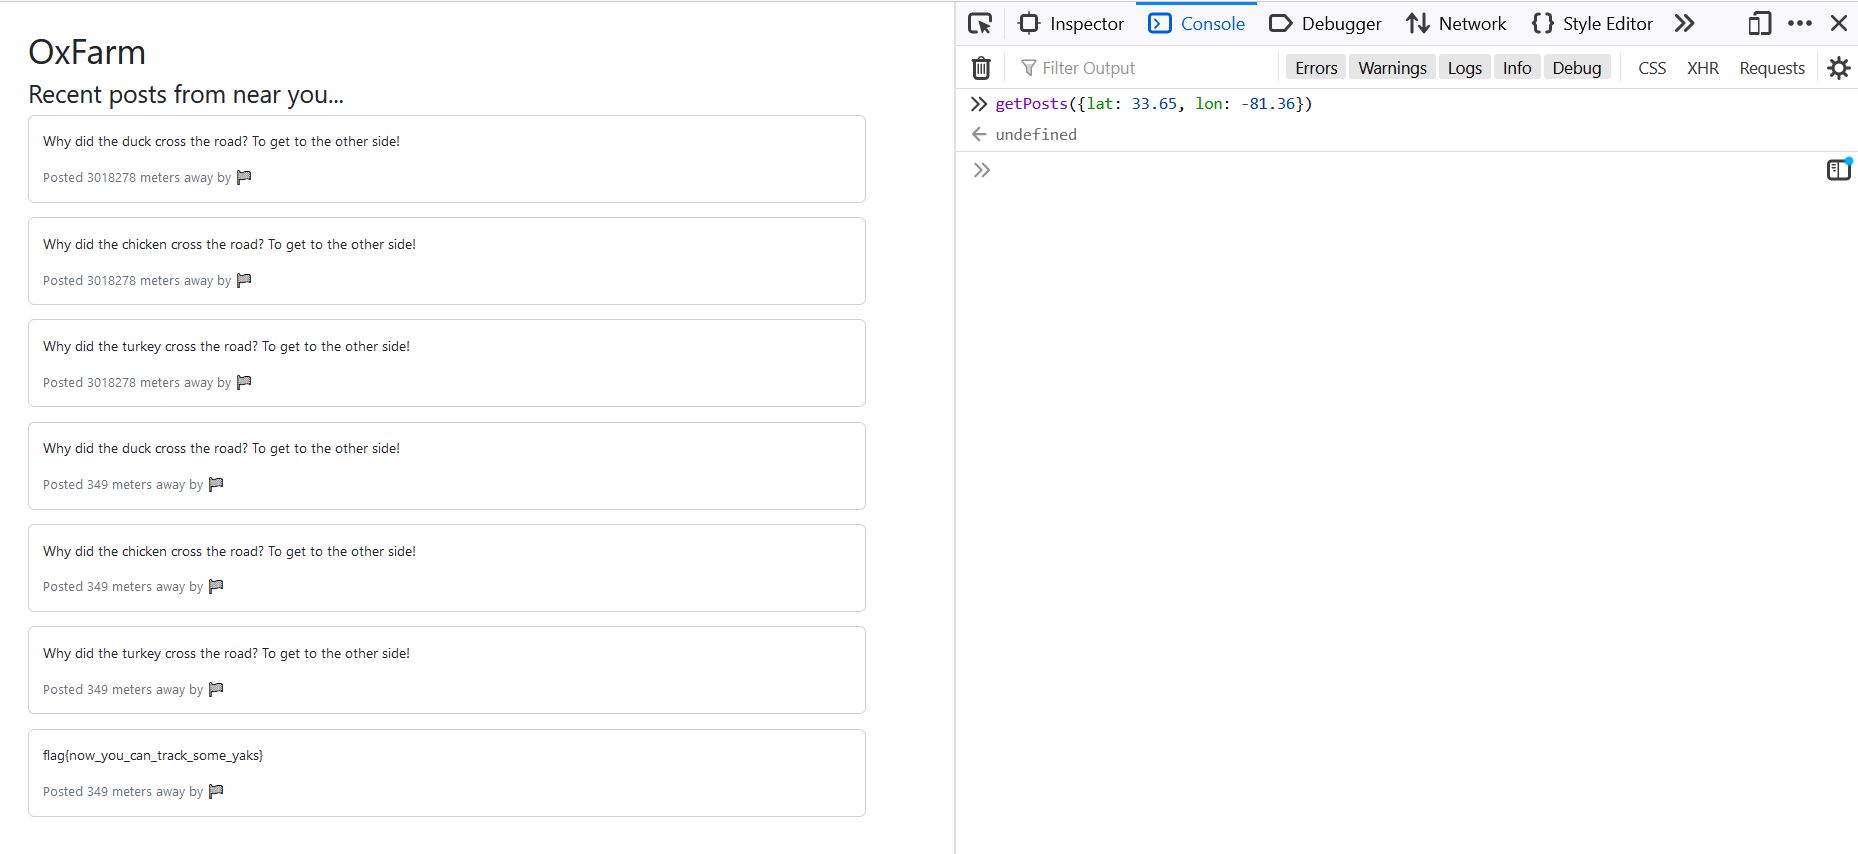 OxFarm
Recent posts from near you...
Why did the duck cross the road? To get to the other side!
Posted 3018278 meters away by
Why did the chicken cross the road? To get to the other side!
Posted 3018278 meters away by
Why did the turkey cross the road? To get to the other side!
Posted 3018278 meters away by
Why did the duck cross the road? To get to the other side!
Posted 349 meters away by
Why did the chicken cross the road? To get to the other side!
Posted 349 meters away by
Why did the turkey cross the road? To get to the other side!
Posted 349 meters away by
flag{now_you_can_track_some_yaks}
Posted 349 meters away by
Inspector Console Debugger Network Style Editor
Filter Output Errors Warnings Logs Info Debug CSS XHR Requests
getPosts({lat: 33.65, lon: -81.36})
undefined